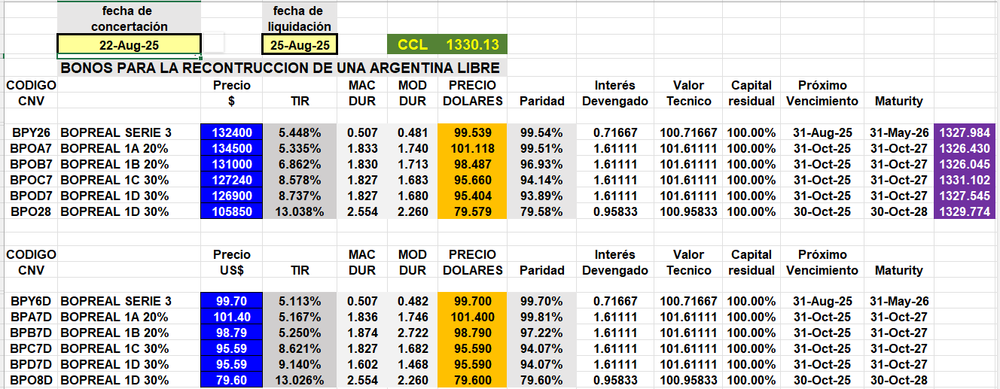 fecha de fecha de
concertación liquidación
22-Aug-25 25-Aug-25 CCL 1330.13
BONOS PARA LA RECONTRUCCION DE UNA ARGENTINA LIBRE
CODIGO Precio MAC MOD PRECIO Interés Valor Capital Próximo
CNV $ TIR DUR DUR DOLARES Paridad Devengado Tecnico residual Vencimiento Maturity
BPY26 BOPREAL SERIE 3 132400 5.448% 0.507 0.481 99.539 99.54% 0.71667 100.71667 100.00% 31-Aug-25 31-May-26 1327.984
BPOA7 BOPREAL 1A 20% 134500 5.335% 1.833 1.740 101.118 99.51% 1.61111 101.61111 100.00% 31-Oct-25 31-Oct-27 1326.430
BPOB7 BOPREAL 1B 20% 131000 6.862% 1.830 1.713 98.487 96.93% 1.61111 101.61111 100.00% 31-Oct-25 31-Oct-27 1326.045
BPOC7 BOPREAL 1C 30% 127240 8.578% 1.827 1.683 95.660 94.14% 1.61111 101.61111 100.00% 31-Oct-25 31-Oct-27 1331.102
BPOD7 BOPREAL 1D 30% 126900 8.737% 1.827 1.680 95.404 93.89% 1.61111 101.61111 100.00% 31-Oct-25 31-Oct-27 1327.545
BPO28 BOPREAL 1D 30% 105850 13.038% 2.554 2.260 79.579 79.58% 0.95833 100.95833 100.00% 30-Oct-25 30-Oct-28 1329.774
CODIGO Precio MAC MOD PRECIO Interés Valor Capital Próximo
CNV US$ TIR DUR DUR DOLARES Paridad Devengado Tecnico residual Vencimiento Maturity
BPY6D BOPREAL SERIE 3 99.70 5.113% 0.507 0.482 99.700 99.70% 0.71667 100.71667 100.00% 31-Aug-25 31-May-26
BPA7D BOPREAL 1A 20% 101.40 5.167% 1.836 1.746 101.400 99.81% 1.61111 101.61111 100.00% 31-Oct-25 31-Oct-27
BPB7D BOPREAL 1B 20% 98.79 5.250% 1.874 2.722 98.790 97.22% 1.61111 101.61111 100.00% 31-Oct-25 31-Oct-27
BPC7D BOPREAL 1C 30% 95.59 8.621% 1.827 1.682 95.590 94.07% 1.61111 101.61111 100.00% 31-Oct-25 31-Oct-27
BPD7D BOPREAL 1D 30% 95.59 9.140% 1.602 1.468 95.590 94.07% 1.61111 101.61111 100.00% 31-Oct-25 31-Oct-27
BPO8D BOPREAL 1D 30% 79.60 13.026% 2.554 2.260 79.600 79.60% 0.95833 100.95833 100.00% 30-Oct-25 30-Oct-28